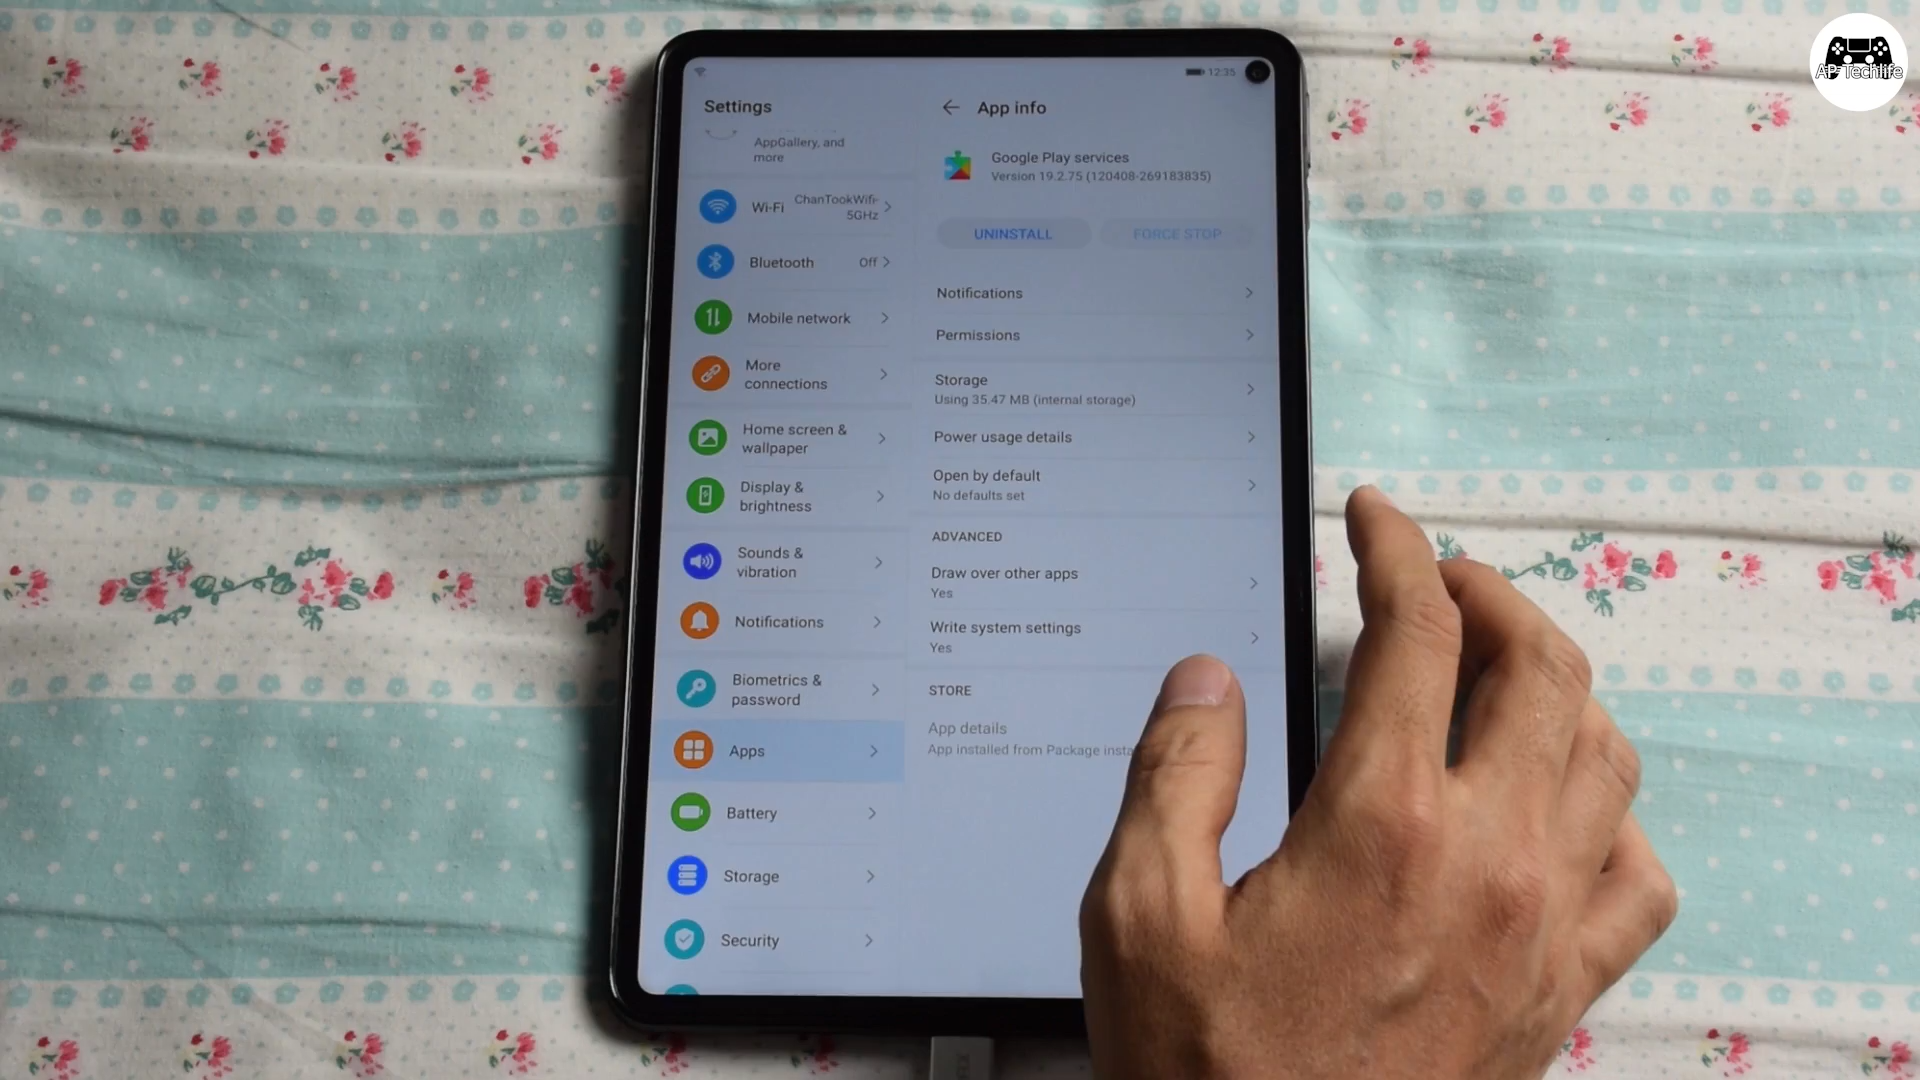 AP Techlife
12:35
Settings
AppGallery, and
more
Wi-Fi
ChanTookWifi-
5GHz
Bluetooth
Off
Mobile network
More
connections
Home screen &
wallpaper
Display &
brightness
Sounds &
vibration
Notifications
Biometrics &
password
Apps
Battery
Storage
Security
App info
Google Play services
Version 19.2.75 (120408-269183835)
UNINSTALL
FORCE STOP
Notifications
Permissions
Storage
Using 35.47 MB (internal storage)
Power usage details
Open by default
No defaults set
ADVANCED
Draw over other apps
Yes
Write system settings
Yes
STORE
App details
App installed from Package